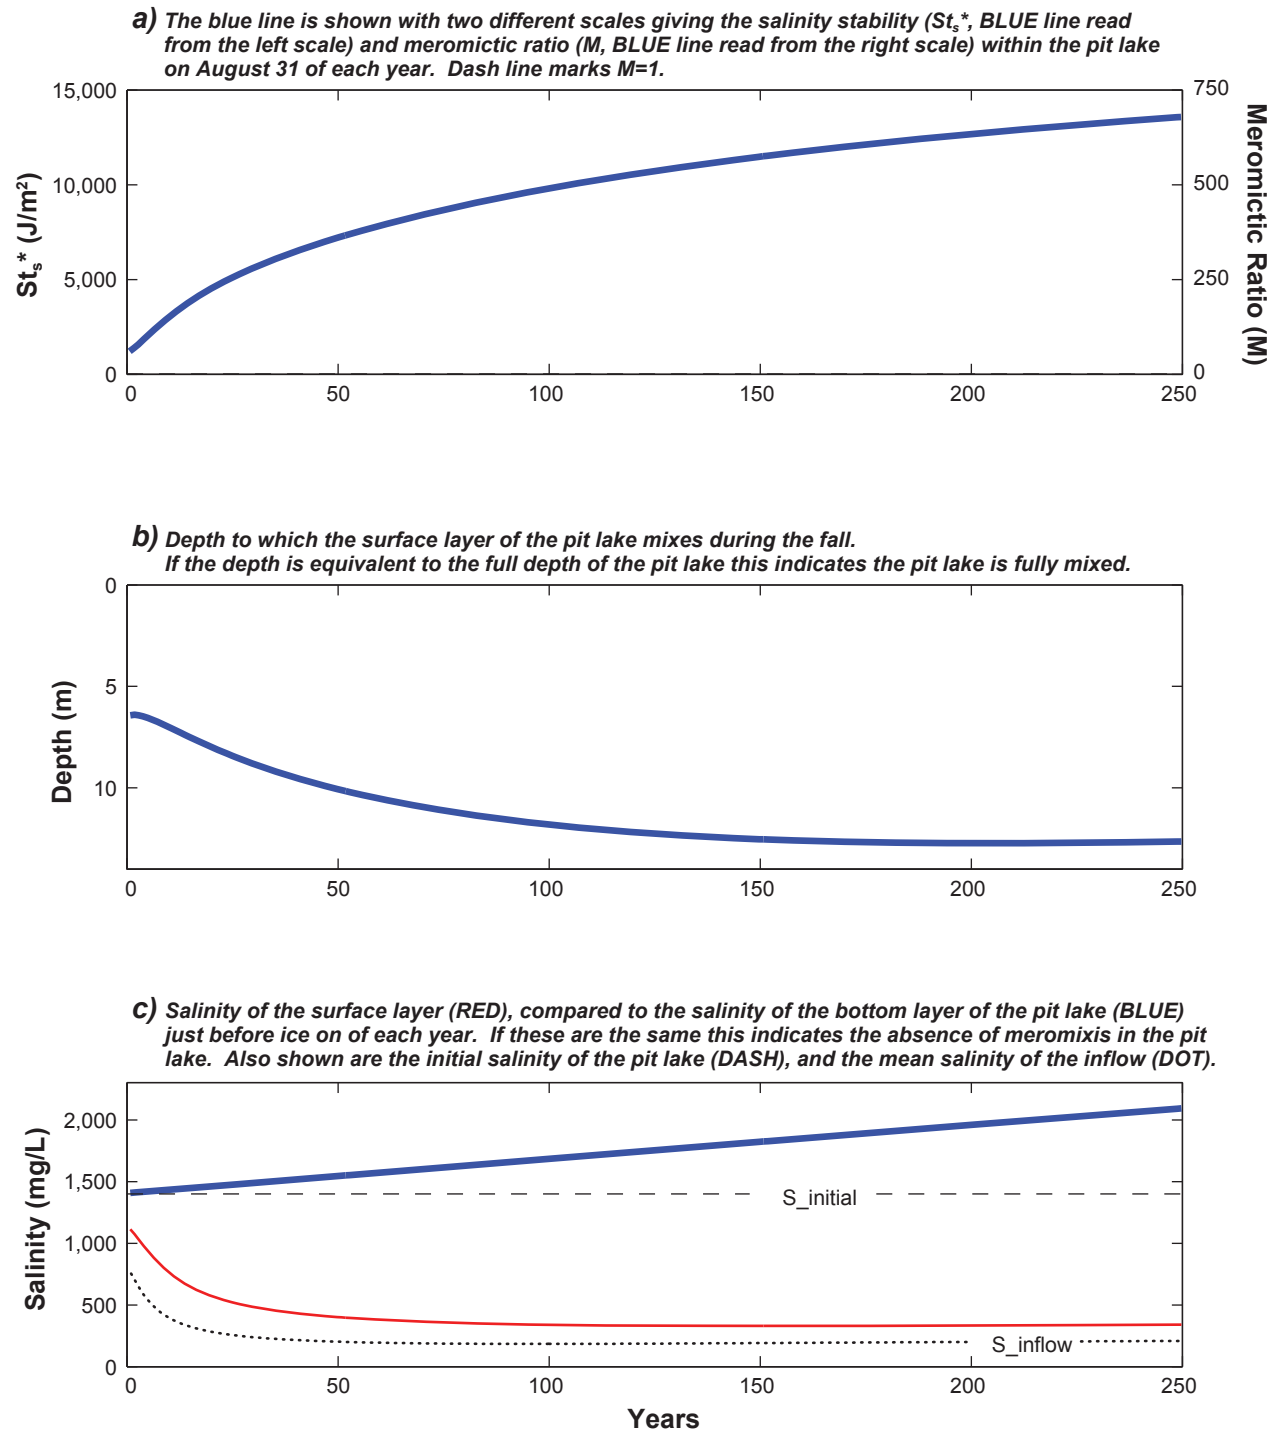 a) The blue line is shown with two different scales giving the salinity stability (Stₛ*, BLUE line read
from the left scale) and meromictic ratio (M, BLUE line read from the right scale) within the pit lake
on August 31 of each year. Dash line marks M=1.
15,000
10,000
5,000
0
Stₛ* (J/m²)
750
500
250
0
Meromictic Ratio (M)
0 50 100 150 200 250
b) Depth to which the surface layer of the pit lake mixes during the fall.
If the depth is equivalent to the full depth of the pit lake this indicates the pit lake is fully mixed.
0
5
10
Depth (m)
0 50 100 150 200 250
c) Salinity of the surface layer (RED), compared to the salinity of the bottom layer of the pit lake (BLUE)
just before ice on of each year. If these are the same this indicates the absence of meromixis in the pit
lake. Also shown are the initial salinity of the pit lake (DASH), and the mean salinity of the inflow (DOT).
2,000
1,500
1,000
500
0
Salinity (mg/L)
S_initial
S_inflow
0 50 100 150 200 250
Years